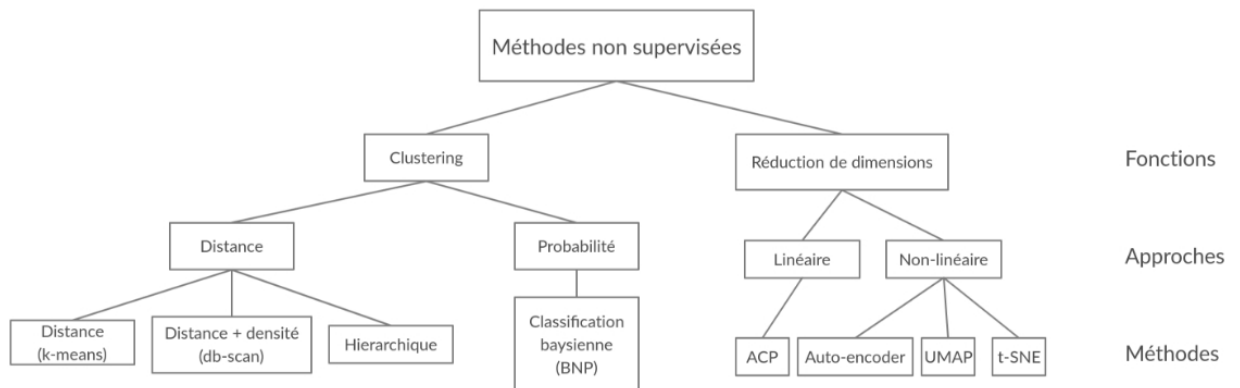 Méthodes non supervisées
Clustering
Réduction de dimensions
Fonctions
Distance
Probabilité
Linéaire
Non-linéaire
Approches
Distance
(k-means)
Distance + densité
(db-scan)
Hierarchique
Classification
baysienne
(BNP)
ACP
Auto-encoder
UMAP
t-SNE
Méthodes